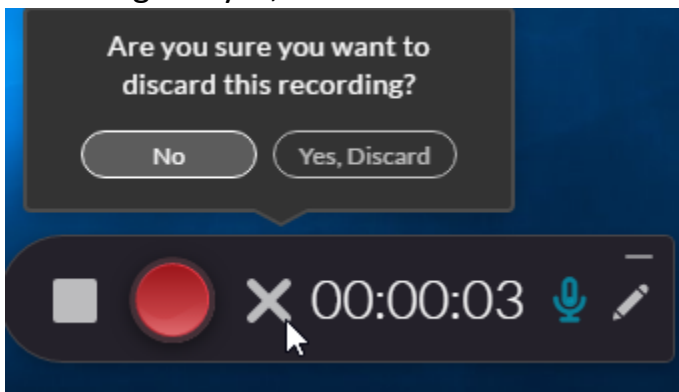 Are you sure you want to
discard this recording?
No
Yes, Discard
00:00:03